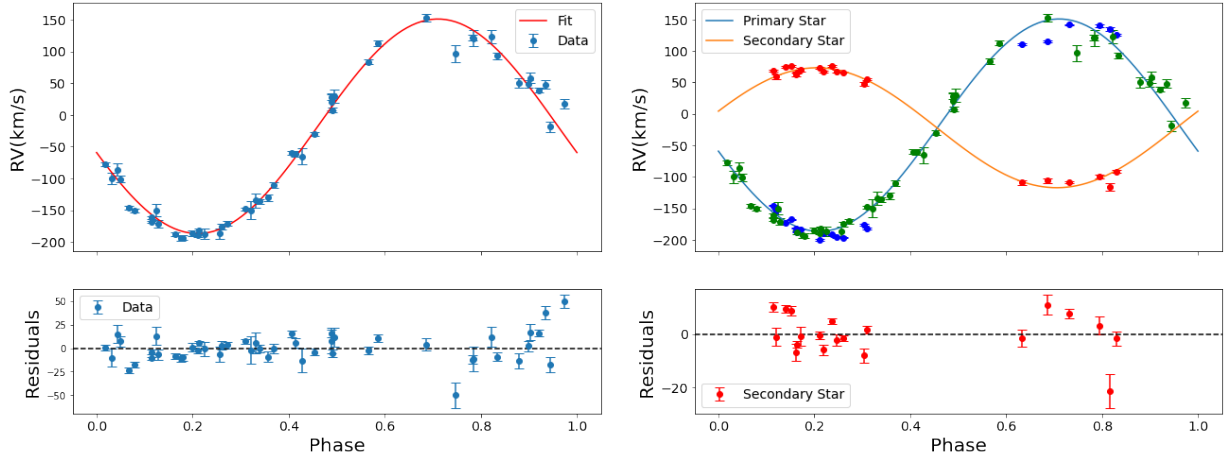 150
100
50
0
−50
−100
−150
−200
RV(km/s)
Fit
Data
150
100
50
0
−50
−100
−150
−200
RV(km/s)
Primary Star
Secondary Star
50
25
0
−25
−50
Residuals
Data
0.0 0.2 0.4 0.6 0.8 1.0
Phase
0
−20
Residuals
Secondary Star
0.0 0.2 0.4 0.6 0.8 1.0
Phase